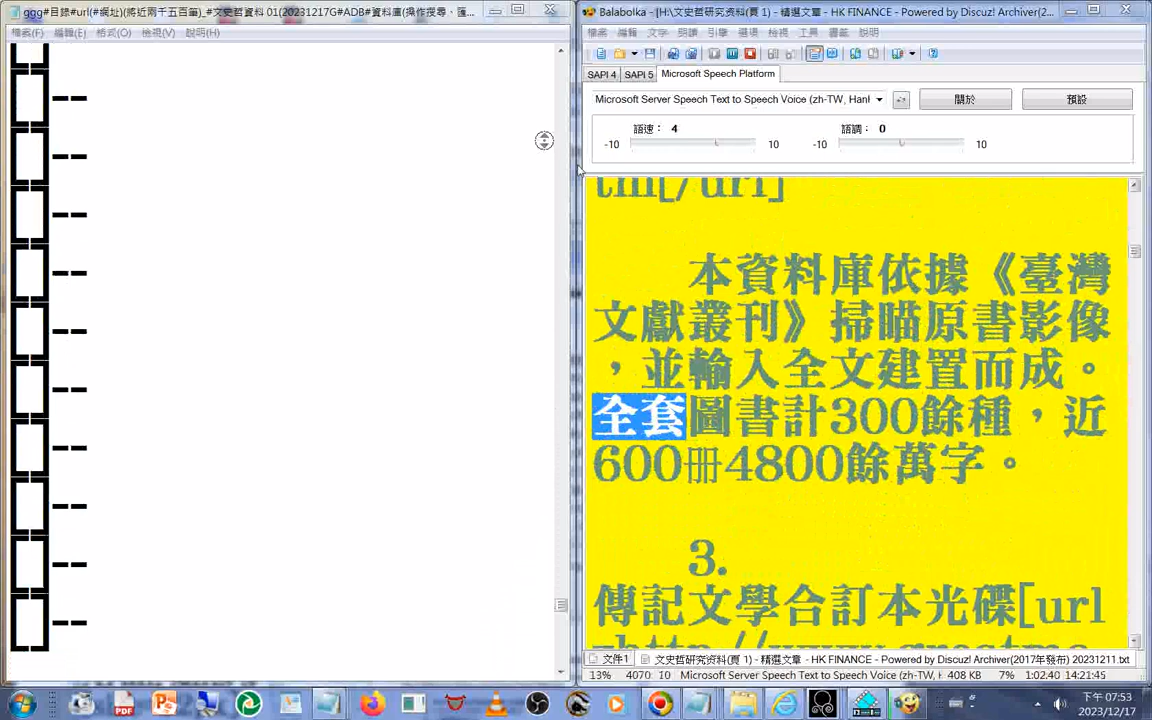 ggg#目錄#url(#網址)(將近兩千五百筆)_#文史哲資料 01(20231217G#ADB#資料庫(操作搜尋、匯...
檔案(F) 編輯(E) 格式(O) 檢視(V) 說明(H)
Balabolka - [H:\文史哲研究资料(頁 1) - 精選文章 - HK FINANCE - Powered by Discuz! Archiver(2...
檔案 編輯 文字 朗讀 引擎 選項 檢視 工具 書籤 說明
SAPI 4 SAPI 5 Microsoft Speech Platform
Microsoft Server Speech Text to Speech Voice (zh-TW, HanH
關於
預設
語速： 4
語調： 0
-10 10 -10 10
tml[/url]
本資料庫依據《臺灣
文獻叢刊》掃瞄原書影像
，並輸入全文建置而成。
全套圖書計300餘種，近
600冊4800餘萬字。
3.
傳記文學合訂本光碟[url
文件1 文史哲研究资料(頁 1) - 精選文章 - HK FINANCE - Powered by Discuz! Archiver(2017年發布) 20231211.txt
13% 4070: 10 Microsoft Server Speech Text to Speech Voice (zh-TW, H 408 KB 7% 1:02:40 14:21:45
下午 07:53
2023/12/17